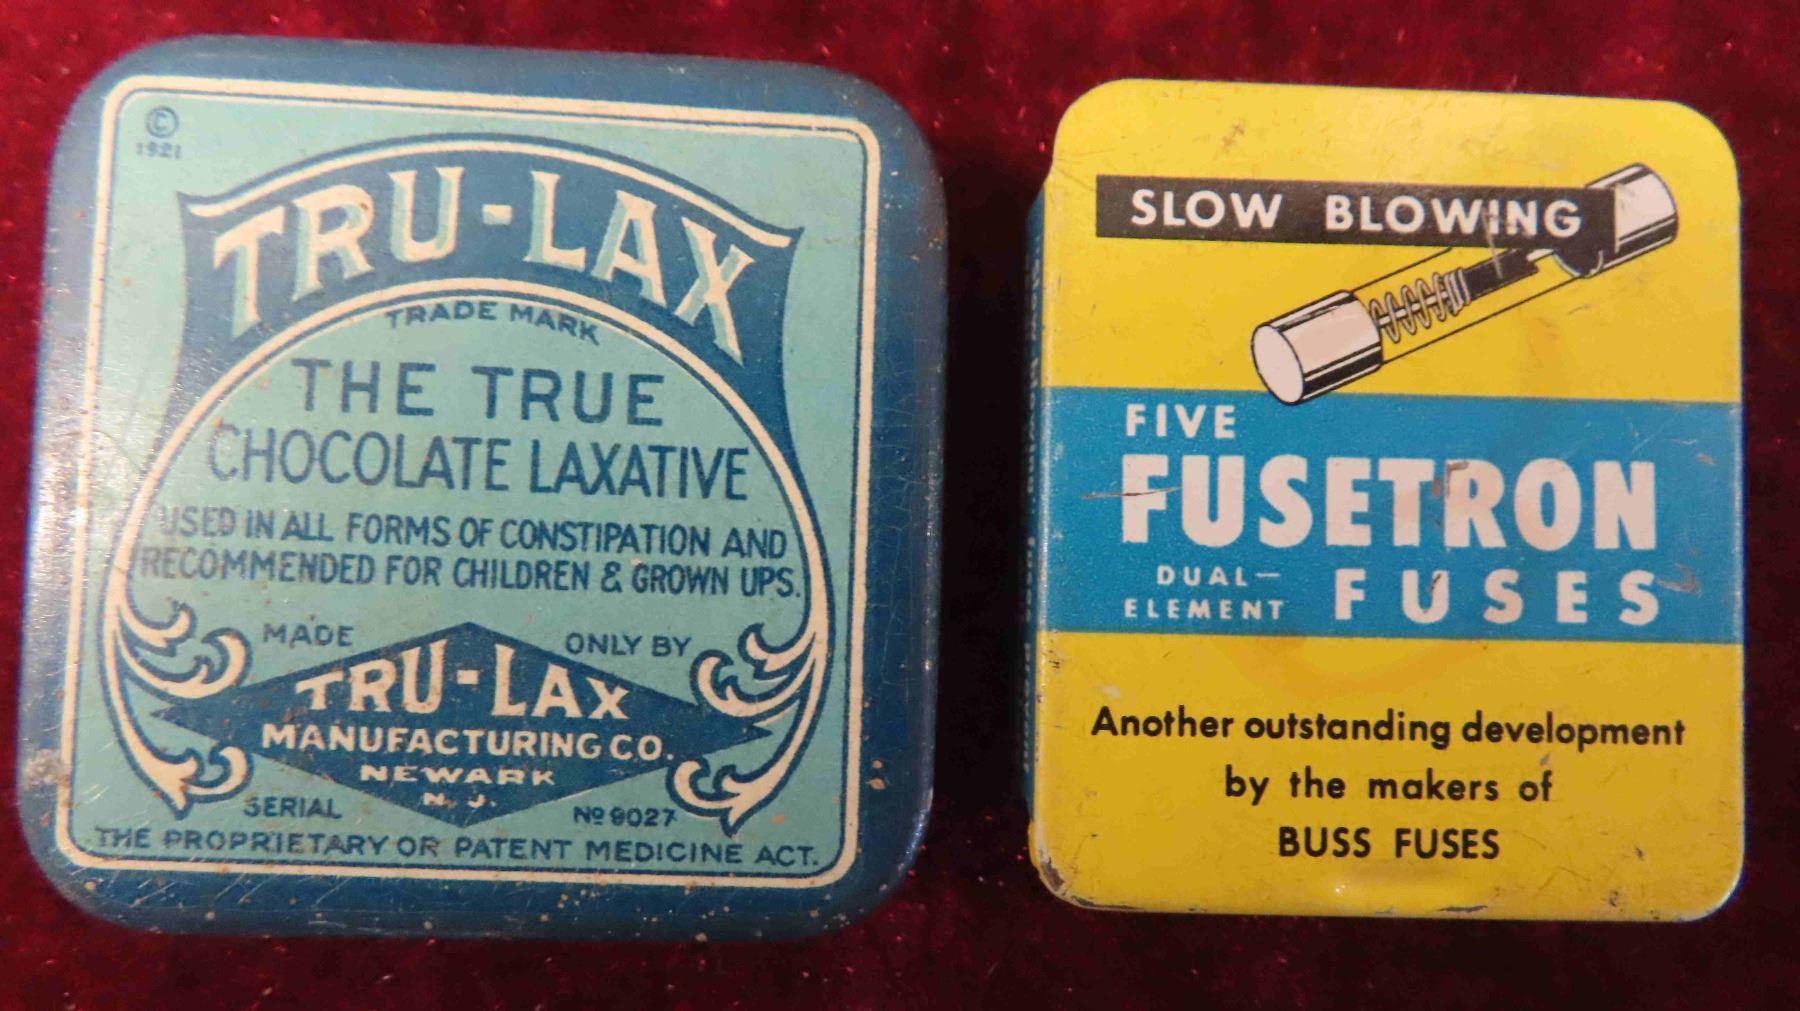 ©
1921
TRU-LAX
TRADE MARK
THE TRUE
CHOCOLATE LAXATIVE
USED IN ALL FORMS OF CONSTIPATION AND
RECOMMENDED FOR CHILDREN & GROWN UPS.
MADE ONLY BY
TRU-LAX
MANUFACTURING CO.
NEWARK
N. J.
SERIAL Nº 9027
THE PROPRIETARY OR PATENT MEDICINE ACT.
SLOW BLOWING
FIVE
FUSETRON
DUAL-
ELEMENT FUSES
Another outstanding development
by the makers of
BUSS FUSES